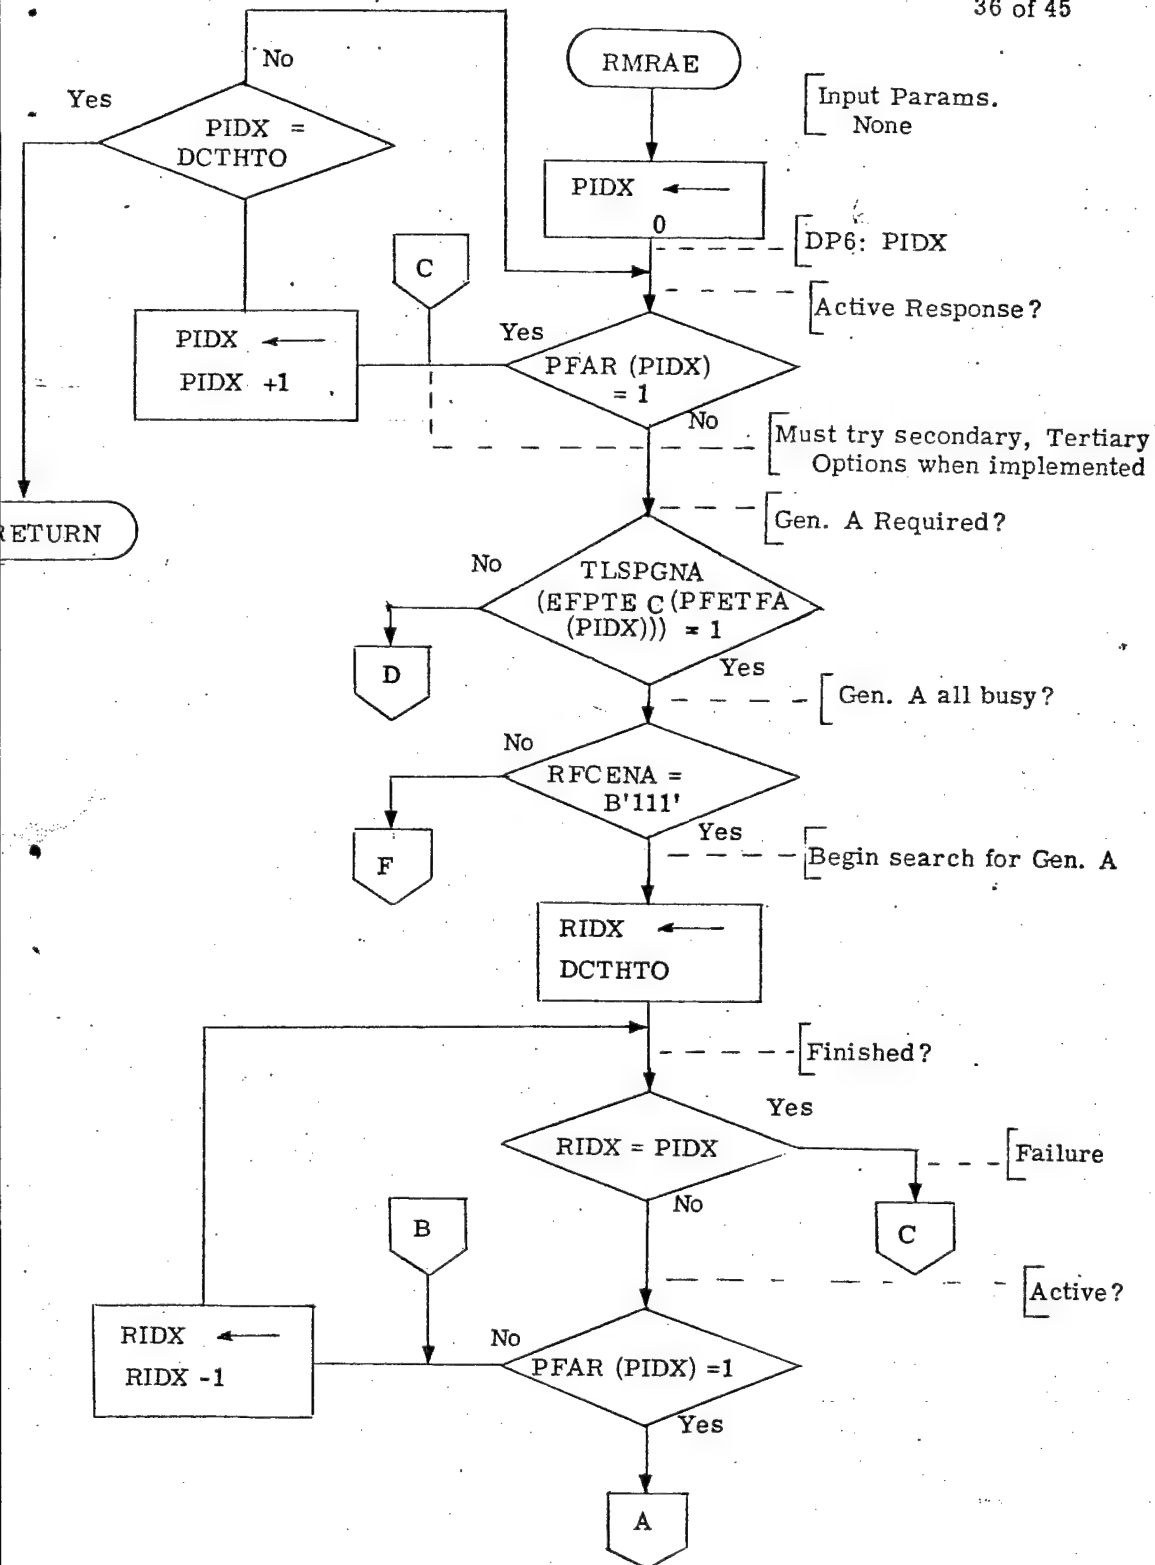 36 of 45
No
RMRAE
Yes
Input Params.
None
PIDX =
DCTHTO
PIDX ←
0
DP6: PIDX
C
Active Response?
Yes
PIDX ←
PIDX +1
PFAR (PIDX)
= 1
No
Must try secondary, Tertiary
Options when implemented
RETURN
Gen. A Required?
No
TLSPGNA
(EFPTE C (PFETFA
(PIDX))) = 1
D
Yes
Gen. A all busy?
No
RFCENA =
B'111'
Yes
F
Begin search for Gen. A
RIDX ←
DCTHTO
Finished?
Yes
RIDX = PIDX
Failure
No
B
C
Active?
RIDX ←
RIDX -1
No
PFAR (PIDX) =1
Yes
A